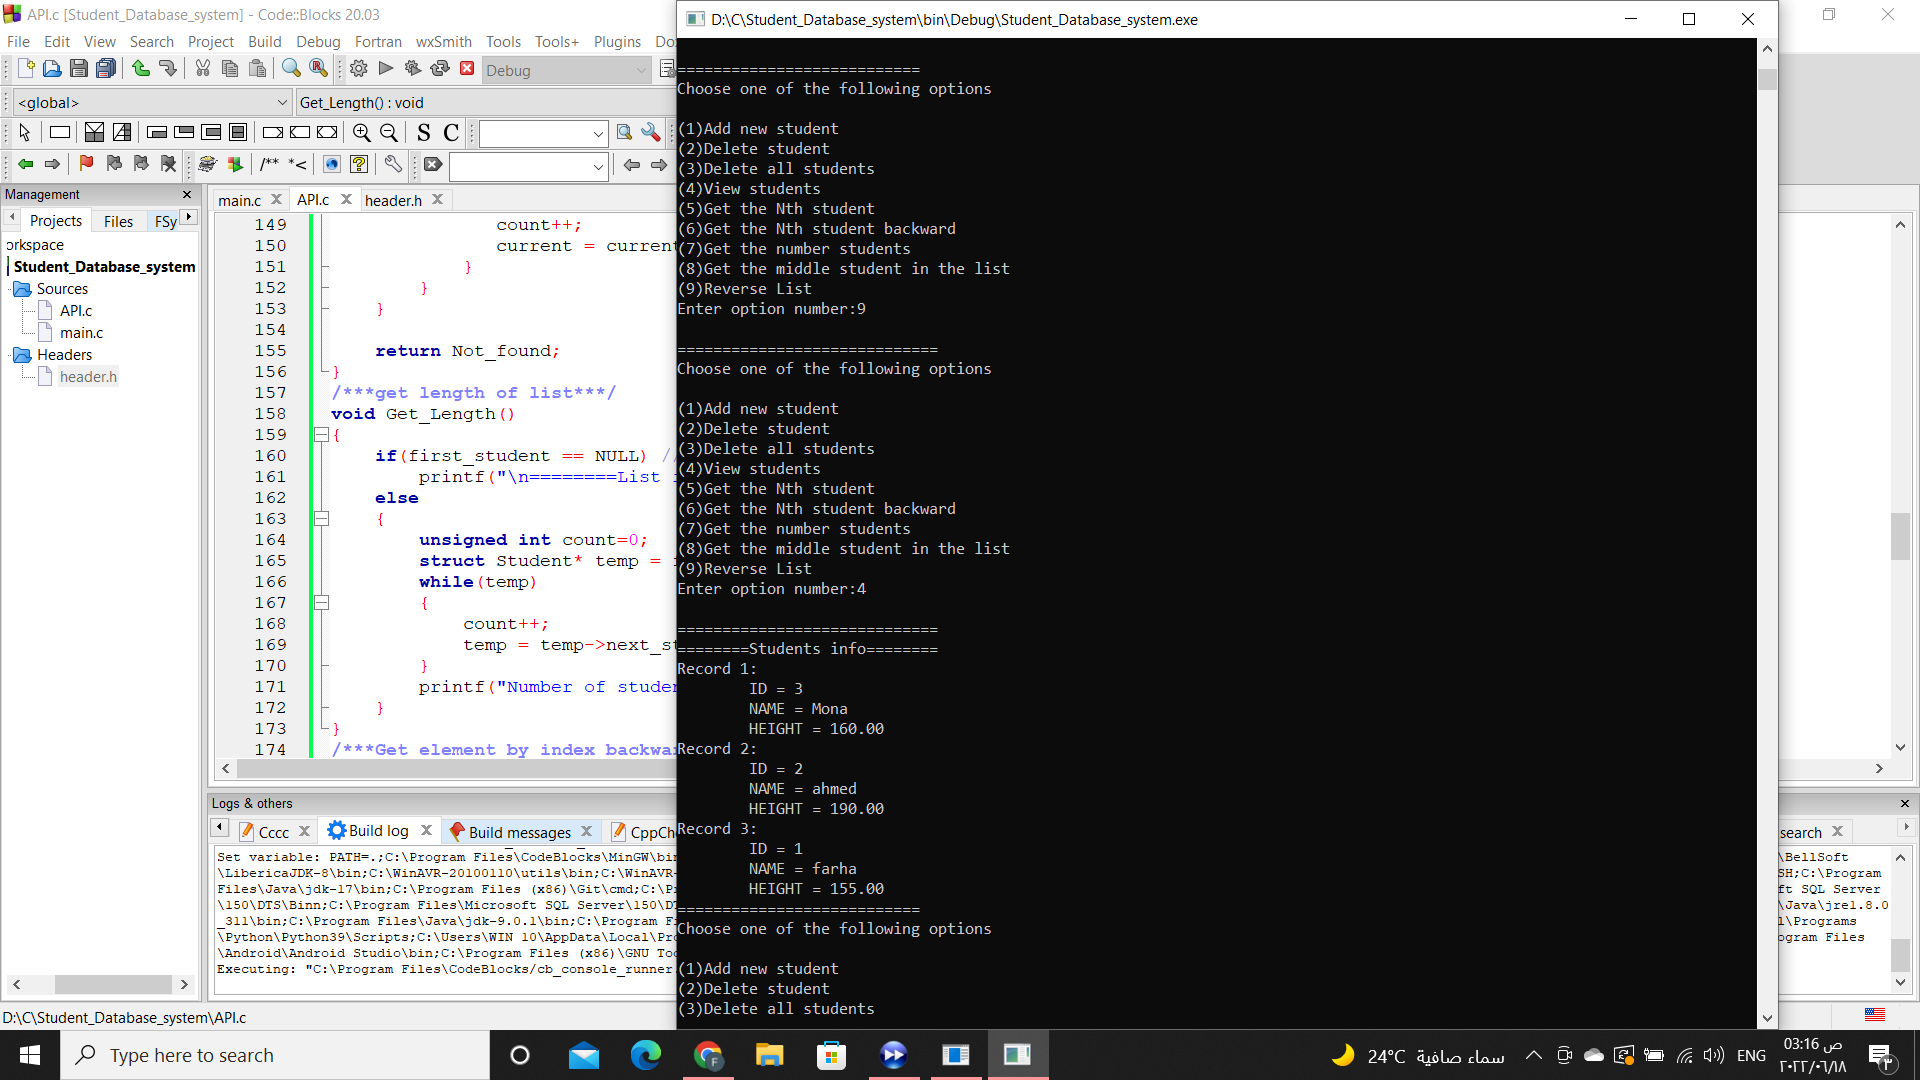 API.c [Student_Database_system] - Code::Blocks 20.03
File Edit View Search Project Build Debug Fortran wxSmith Tools Tools+ Plugins
Debug
<global>
Get_Length() : void
S C
/** *<
Management
Projects Files FSy
orkspace
Student_Database_system
Sources
API.c
main.c
Headers
header.h
main.c API.c header.h
149 count++;
150 current = current
151 }
152 }
153 }
154
155 return Not_found;
156 }
157 /***get length of list***/
158 void Get_Length()
159 {
160 if(first_student == NULL) /
161 printf("\n========List
162 else
163 {
164 unsigned int count=0;
165 struct Student* temp =
166 while(temp)
167 {
168 count++;
169 temp = temp->next_s
170 }
171 printf("Number of stude
172 }
173 }
174 /***Get element by index backwa
Logs & others
Cccc Build log Build messages CppCh
Set variable: PATH=.;C:\Program Files\CodeBlocks\MinGW\bin
\LibericaJDK-8\bin;C:\WinAVR-20100110\utils\bin;C:\WinAVR-
Files\Java\jdk-17\bin;C:\Program Files (x86)\Git\cmd;C:\P
\150\DTS\Binn;C:\Program Files\Microsoft SQL Server\150\D
_311\bin;C:\Program Files\Java\jdk-9.0.1\bin;C:\Program F
\Python\Python39\Scripts;C:\Users\WIN 10\AppData\Local\Pr
\Android\Android Studio\bin;C:\Program Files (x86)\GNU To
Executing: "C:\Program Files\CodeBlocks/cb_console_runner
D:\C\Student_Database_system\API.c
D:\C\Student_Database_system\bin\Debug\Student_Database_system.exe
===========================
Choose one of the following options
(1)Add new student
(2)Delete student
(3)Delete all students
(4)View students
(5)Get the Nth student
(6)Get the Nth student backward
(7)Get the number students
(8)Get the middle student in the list
(9)Reverse List
Enter option number:9
=============================
Choose one of the following options
(1)Add new student
(2)Delete student
(3)Delete all students
(4)View students
(5)Get the Nth student
(6)Get the Nth student backward
(7)Get the number students
(8)Get the middle student in the list
(9)Reverse List
Enter option number:4
=============================
========Students info========
Record 1:
ID = 3
NAME = Mona
HEIGHT = 160.00
Record 2:
ID = 2
NAME = ahmed
HEIGHT = 190.00
Record 3:
ID = 1
NAME = farha
HEIGHT = 155.00
===========================
Choose one of the following options
(1)Add new student
(2)Delete student
(3)Delete all students
search
\BellSoft
SH;C:\Program
ft SQL Server
\Java\jre1.8.0
l\Programs
ogram Files
Type here to search
F
24°C سماء صافية
ENG
03:16 ص
٢٠٢٢/٠٦/١٨
٣